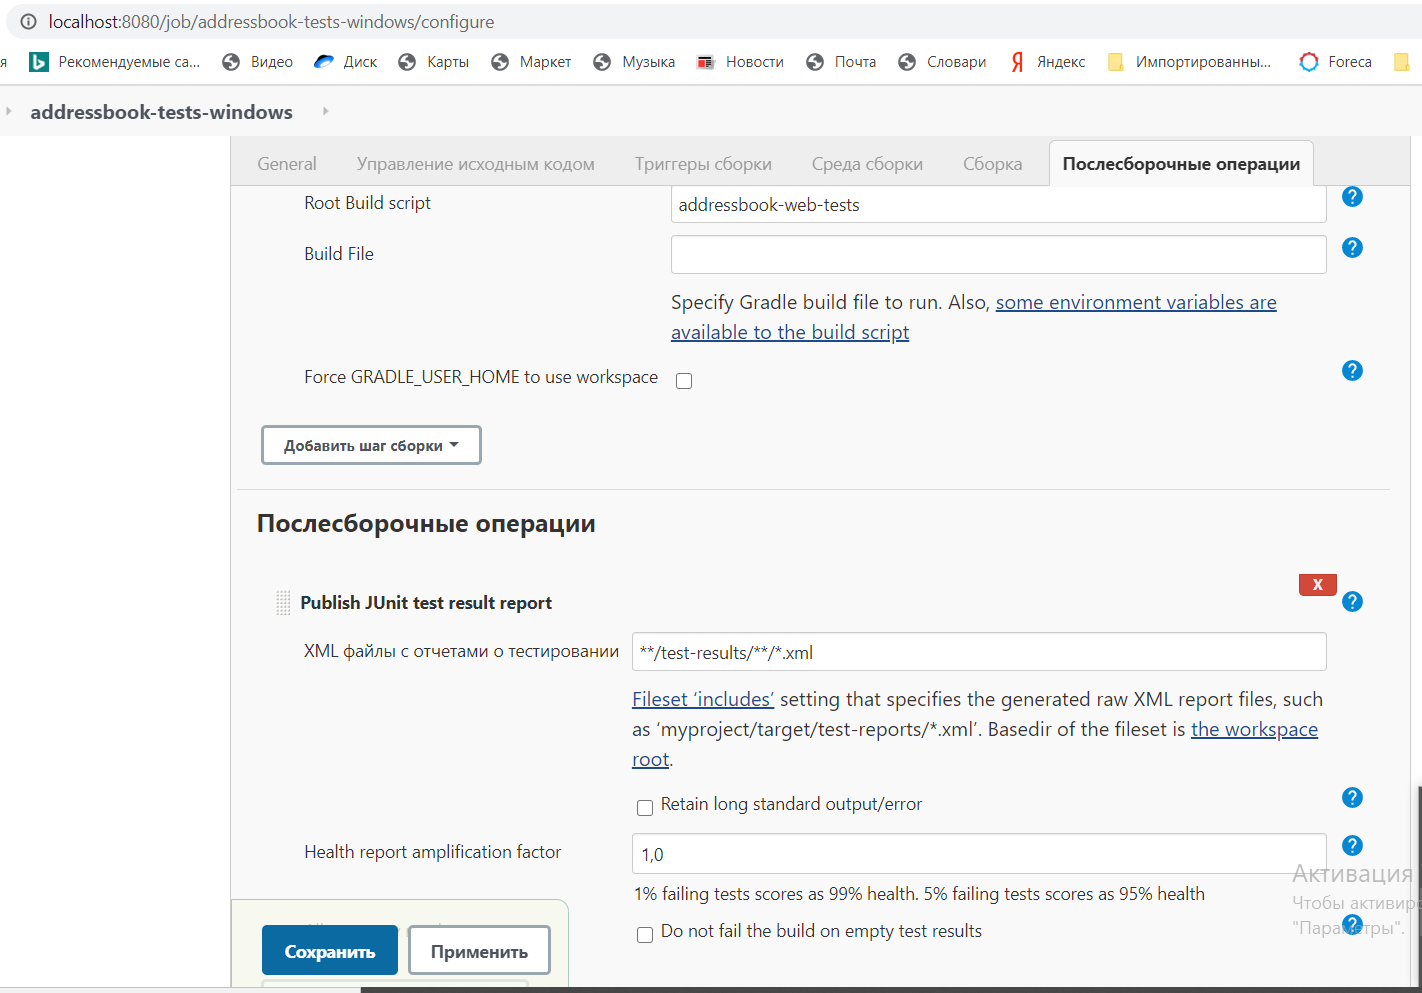 localhost:8080/job/addressbook-tests-windows/configure
я Рекомендуемые са... Видео Диск Карты Маркет Музыка Новости Почта Словари Яндекс Импортированны... Foreca
addressbook-tests-windows
General Управление исходным кодом Триггеры сборки Среда сборки Сборка Послесборочные операции
Root Build script addressbook-web-tests
Build File
Specify Gradle build file to run. Also, some environment variables are
available to the build script
Force GRADLE_USER_HOME to use workspace
Добавить шаг сборки
Послесборочные операции
X
Publish JUnit test result report
XML файлы с отчетами о тестировании **/test-results/**/*.xml
Fileset ‘includes’ setting that specifies the generated raw XML report files, such
as ‘myproject/target/test-reports/*.xml’. Basedir of the fileset is the workspace
root.
Retain long standard output/error
Health report amplification factor 1,0
1% failing tests scores as 99% health. 5% failing tests scores as 95% health
Do not fail the build on empty test results
Активация
Чтобы активиро
"Параметры".
Сохранить Применить